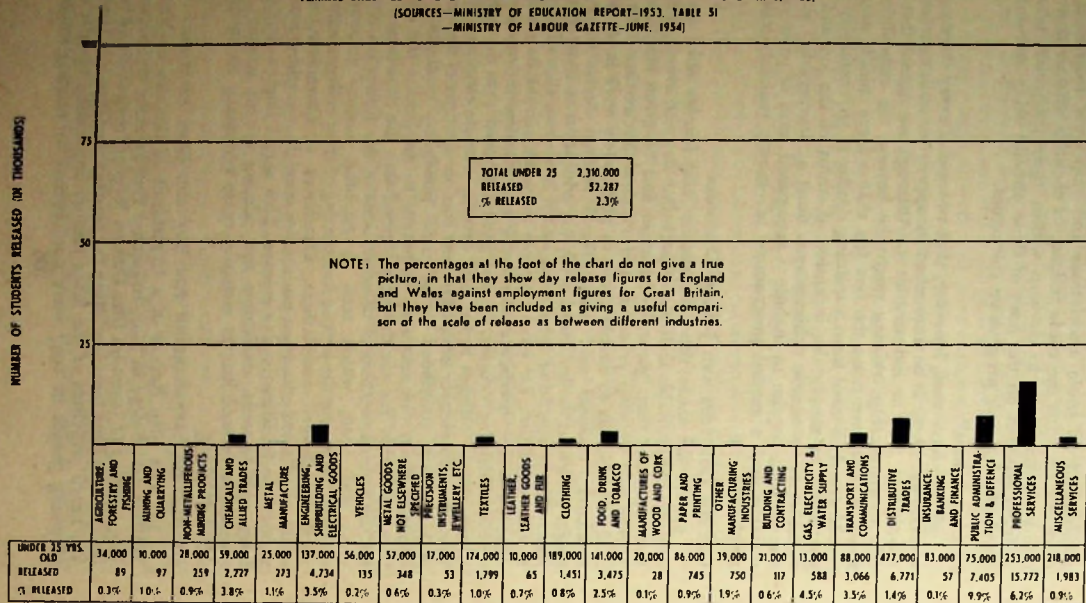 (SOURCES—MINISTRY OF EDUCATION REPORT—1953. TABLE 51
—MINISTRY OF LABOUR GAZETTE—JUNE, 1954)
NUMBER OF STUDENTS RELEASED (IN THOUSANDS)
75
50
25
TOTAL UNDER 25 2,310,000
RELEASED 52,287
% RELEASED 2.3%
NOTE: The percentages at the foot of the chart do not give a true
picture, in that they show day release figures for England
and Wales against employment figures for Great Britain,
but they have been included as giving a useful compari-
son of the scale of release as between different industries.
AGRICULTURE,
FORESTRY AND
FISHING
MINING AND
QUARRYING
NON-METALLIFEROUS
MINING PRODUCTS
CHEMICALS AND
ALLIED TRADES
METAL
MANUFACTURE
ENGINEERING,
SHIPBUILDING AND
ELECTRICAL GOODS
VEHICLES
METAL GOODS
NOT ELSEWHERE
SPECIFIED
PRECISION
INSTRUMENTS,
JEWELLERY, ETC.
TEXTILES
LEATHER,
LEATHER GOODS
AND FUR
CLOTHING
FOOD, DRINK
AND TOBACCO
MANUFACTURES OF
WOOD AND CORK
PAPER AND
PRINTING
OTHER
MANUFACTURING
INDUSTRIES
BUILDING AND
CONTRACTING
GAS, ELECTRICITY &
WATER SUPPLY
TRANSPORT AND
COMMUNICATIONS
DISTRIBUTIVE
TRADES
INSURANCE,
BANKING
AND FINANCE
PUBLIC ADMINISTRA-
TION & DEFENCE
PROFESSIONAL
SERVICES
MISCELLANEOUS
SERVICES
UNDER 25 YRS. OLD 34,000 10,000 28,000 59,000 25,000 137,000 56,000 57,000 17,000 174,000 10,000 189,000 141,000 20,000 86,000 39,000 21,000 13,000 88,000 477,000 83,000 75,000 253,000 218,000
RELEASED 89 97 259 2,227 273 4,734 135 348 53 1,799 65 1,451 3,475 28 745 750 117 588 3,066 6,771 57 7,405 15,772 1,983
% RELEASED 0.3% 1.0% 0.9% 3.8% 1.1% 3.5% 0.2% 0.6% 0.3% 1.0% 0.7% 0.8% 2.5% 0.1% 0.9% 1.9% 0.6% 4.5% 3.5% 1.4% 0.1% 9.9% 6.2% 0.9%